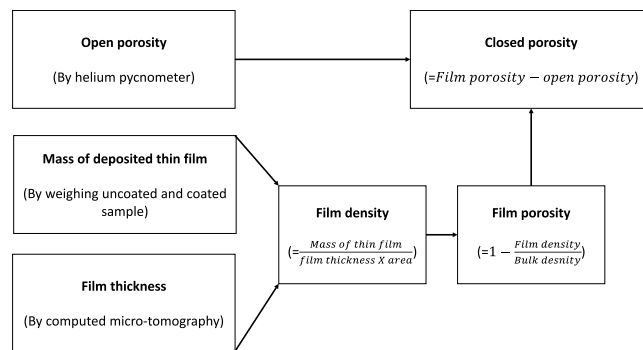 Open porosity
(By helium pycnometer)
Closed porosity
(=Film porosity − open porosity)
Mass of deposited thin film
(By weighing uncoated and coated
sample)
Film density
(=Mass of thin film/film thickness X area)
Film porosity
(=1 − Film density/Bulk desnity)
Film thickness
(By computed micro-tomography)